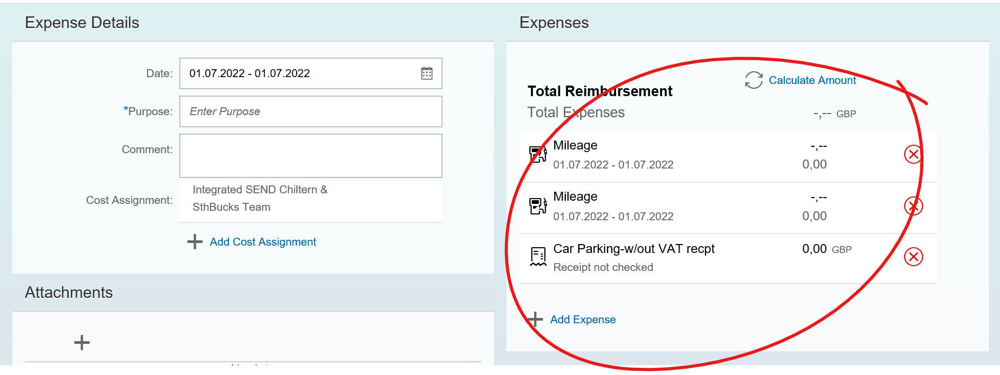 Expense Details
Date:
01.07.2022 - 01.07.2022
*Purpose:
Enter Purpose
Comment:
Cost Assignment:
Integrated SEND Chiltern &
SthBucks Team
Add Cost Assignment
Attachments
Expenses
Calculate Amount
Total Reimbursement
Total Expenses
-,-- GBP
Mileage
-,--
01.07.2022 - 01.07.2022
0,00
Mileage
-,--
01.07.2022 - 01.07.2022
0,00
Car Parking-w/out VAT recpt
0,00 GBP
Receipt not checked
Add Expense